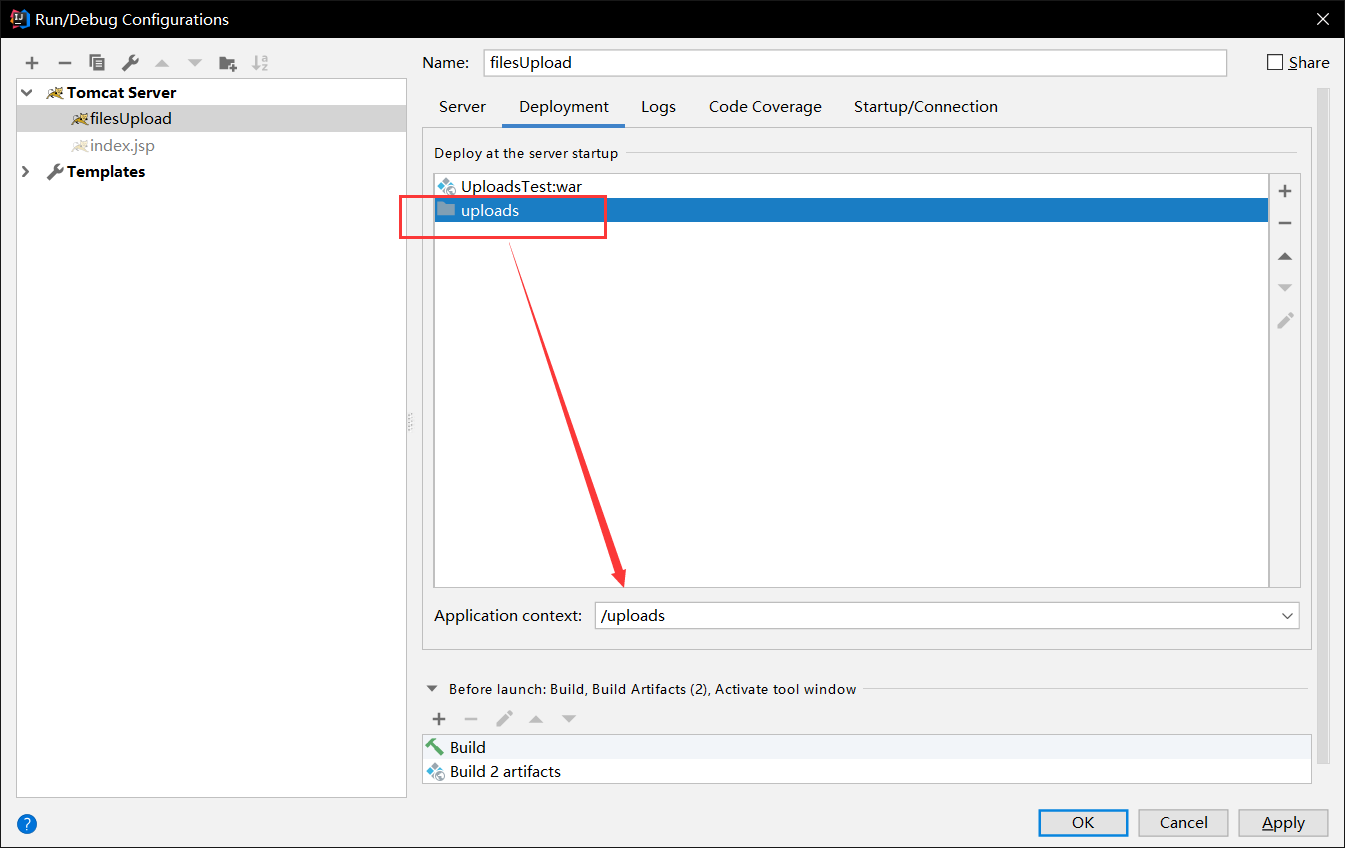 Run/Debug Configurations
Name: filesUpload Share
Tomcat Server
filesUpload
index.jsp
Templates
Server Deployment Logs Code Coverage Startup/Connection
Deploy at the server startup
UploadsTest:war
uploads
Application context: /uploads
Before launch: Build, Build Artifacts (2), Activate tool window
Build
Build 2 artifacts
?
OK Cancel Apply